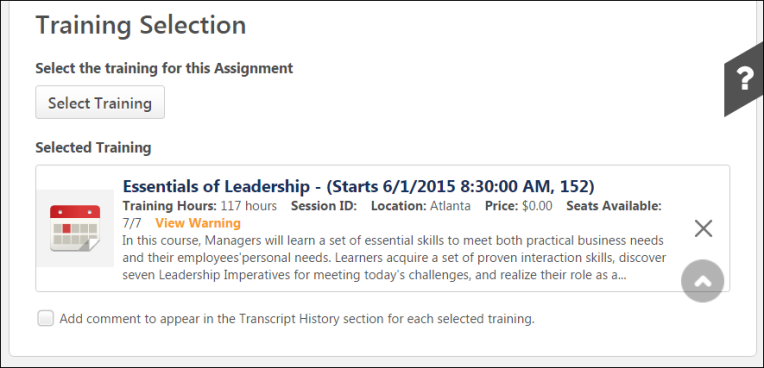 Training Selection
Select the training for this Assignment
Select Training
Selected Training
Essentials of Leadership - (Starts 6/1/2015 8:30:00 AM, 152)
Training Hours: 117 hours Session ID: Location: Atlanta Price: $0.00 Seats Available:
7/7 View Warning
In this course, Managers will learn a set of essential skills to meet both practical business needs
and their employees'personal needs. Learners acquire a set of proven interaction skills, discover
seven Leadership Imperatives for meeting today's challenges, and realize their role as a...
Add comment to appear in the Transcript History section for each selected training.
?